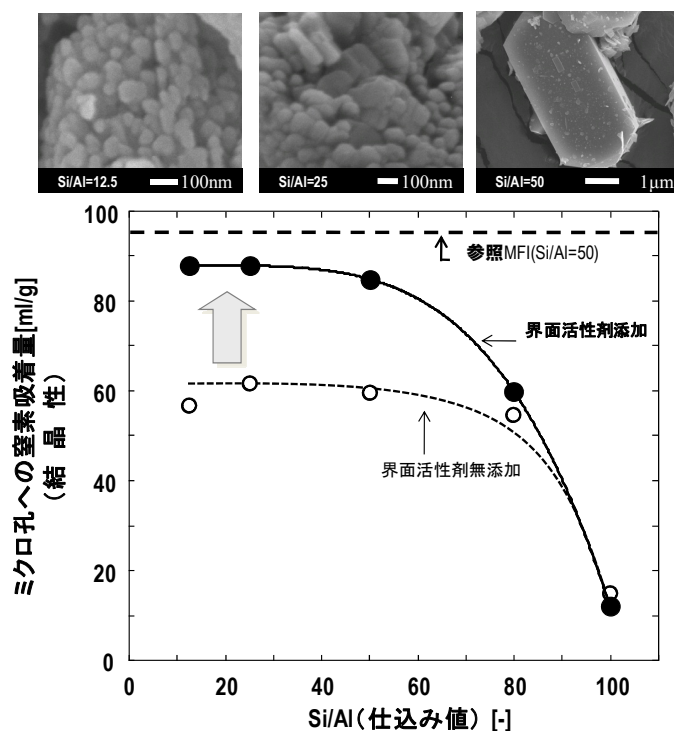 Si/Al=12.5 100nm
Si/Al=25 100nm
Si/Al=50 1μm
100
80
60
40
20
0
ミクロ孔への窒素吸着量[ml/g]
(結 晶 性)
参照MFI(Si/Al=50)
界面活性剤添加
界面活性剤無添加
0 20 40 60 80 100
Si/Al(仕込み値) [-]